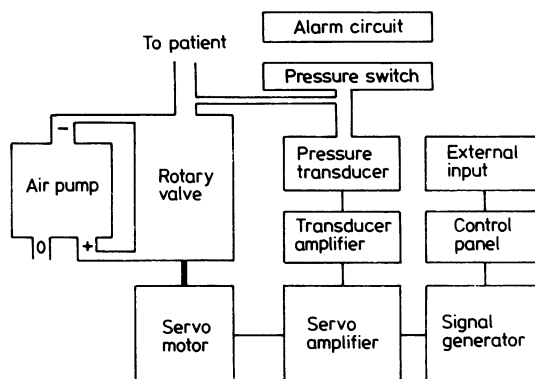 Alarm circuit
To patient
Pressure switch
−
Air pump
Rotary
valve
Pressure
transducer
External
input
O
+
Transducer
amplifier
Control
panel
Servo
motor
Servo
amplifier
Signal
generator